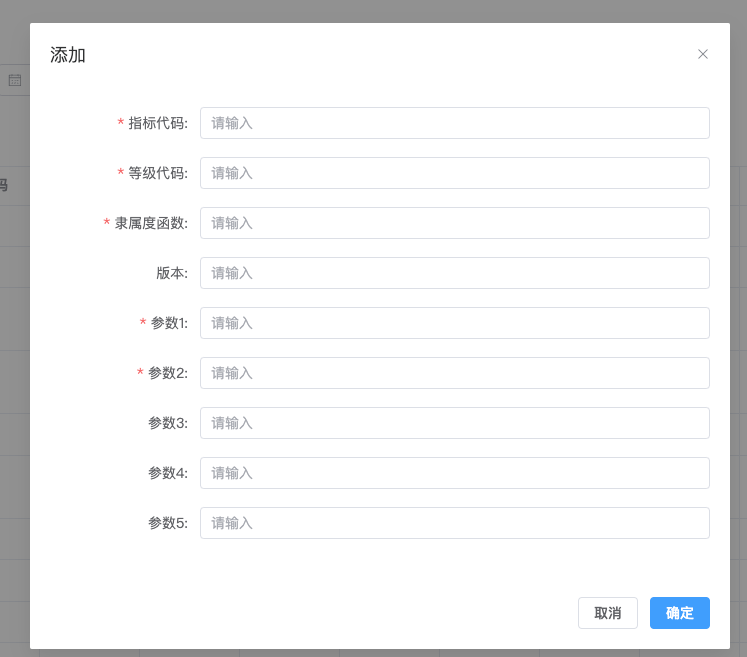 添加
码
* 指标代码: 请输入
* 等级代码: 请输入
* 隶属度函数: 请输入
版本: 请输入
* 参数1: 请输入
* 参数2: 请输入
参数3: 请输入
参数4: 请输入
参数5: 请输入
取消 确定